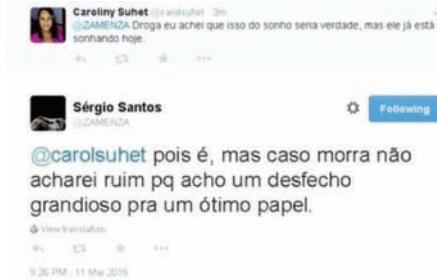 Caroliny Suhet @carolsuhet 3m
@ZAMENZA Droga eu achei que isso do sonho seria verdade, mas ele já está
sonhando hoje.
Sérgio Santos
@ZAMENZA
Following
@carolsuhet pois é, mas caso morra não
acharei ruim pq acho um desfecho
grandioso pra um ótimo papel.
View translation
9:26 PM - 11 Mar 2015